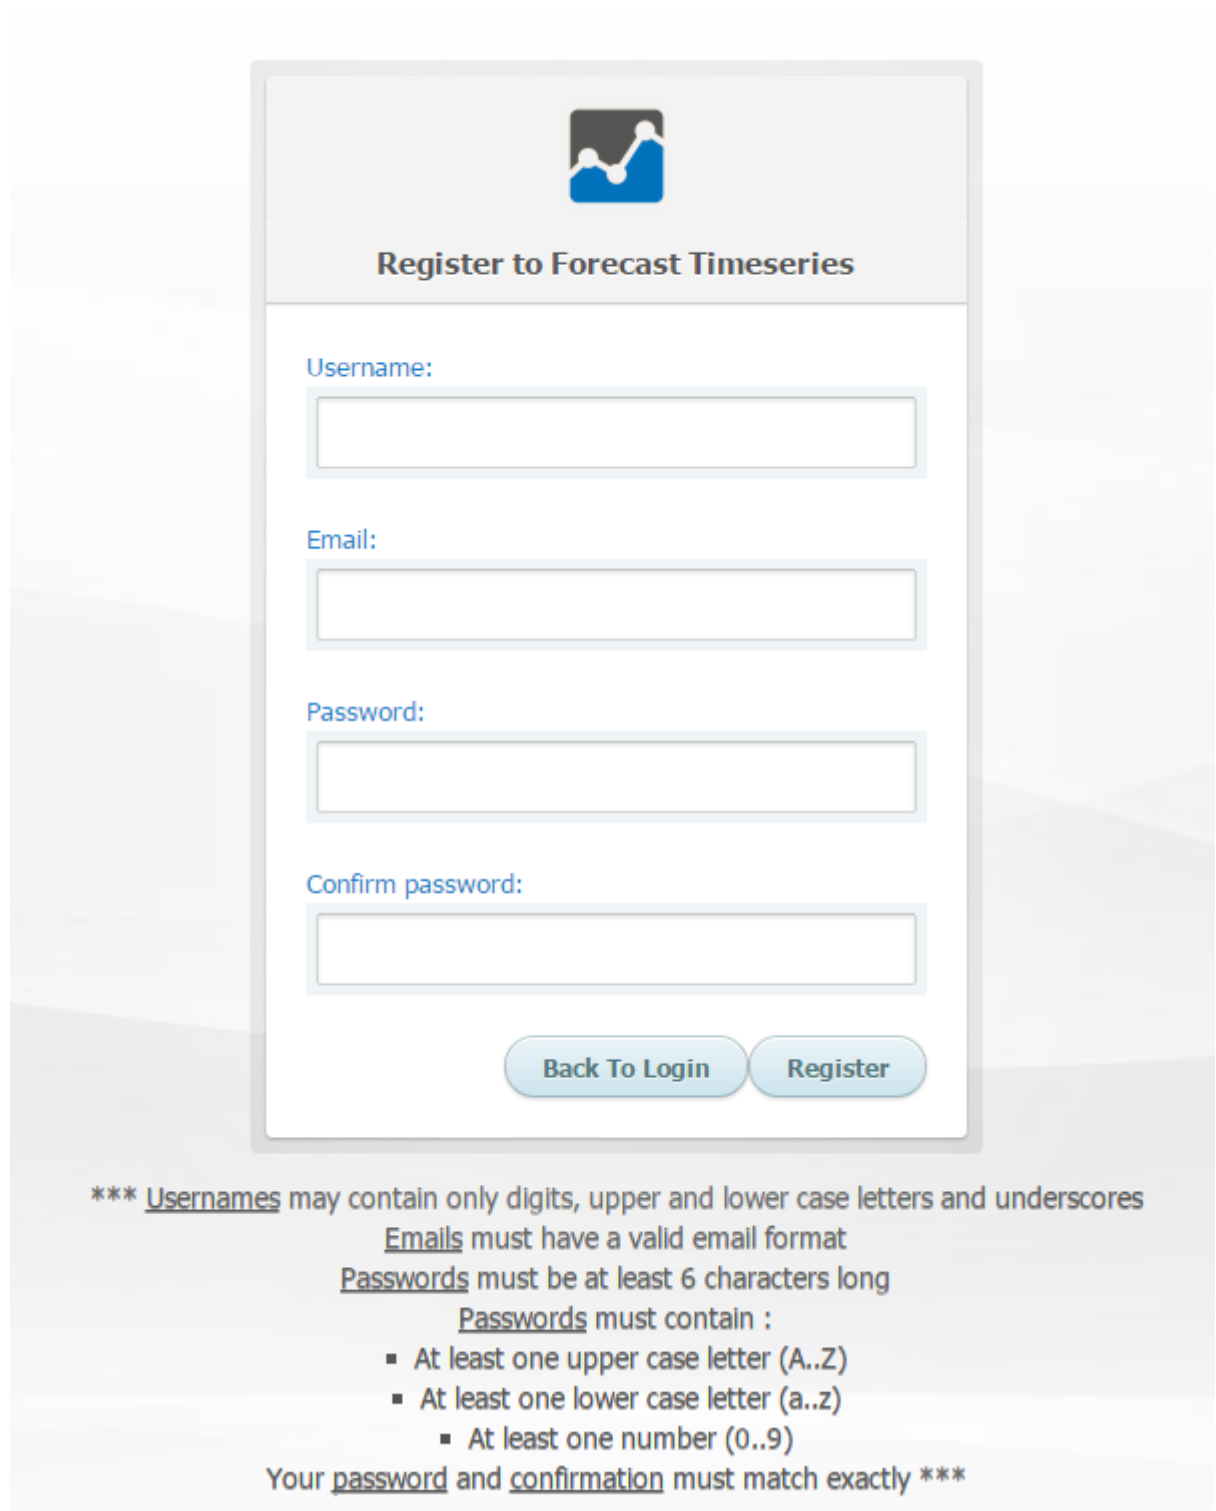 Register to Forecast Timeseries
Username:
Email:
Password:
Confirm password:
Back To Login Register
*** Usernames may contain only digits, upper and lower case letters and underscores
Emails must have a valid email format
Passwords must be at least 6 characters long
Passwords must contain :
▪ At least one upper case letter (A..Z)
▪ At least one lower case letter (a..z)
▪ At least one number (0..9)
Your password and confirmation must match exactly ***